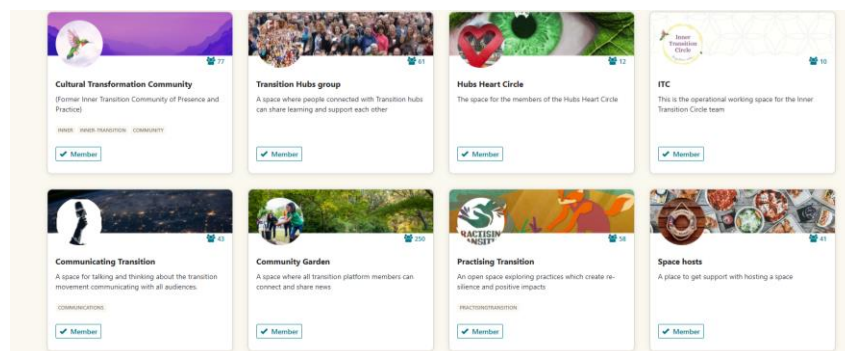 77
Cultural Transformation Community
(Former Inner Transition Community of Presence and
Practice)
INNER INNER TRANSITION COMMUNITY
Member
61
Transition Hubs group
A space where people connected with Transition hubs
can share learning and support each other
Member
12
Hubs Heart Circle
The space for the members of the Hubs Heart Circle
Member
Inner
Transition
Circle
10
ITC
This is the operational working space for the Inner
Transition Circle team
Member
43
Communicating Transition
A space for talking and thinking about the transition
movement communicating with all audiences.
COMMUNICATIONS
Member
250
Community Garden
A space where all transition platform members can
connect and share news
Member
RACTISIN
ANSITI
58
Practising Transition
An open space exploring practices which create re-
silience and positive impacts
PRACTISINGTRANSITION
Member
41
Space hosts
A place to get support with hosting a space
Member